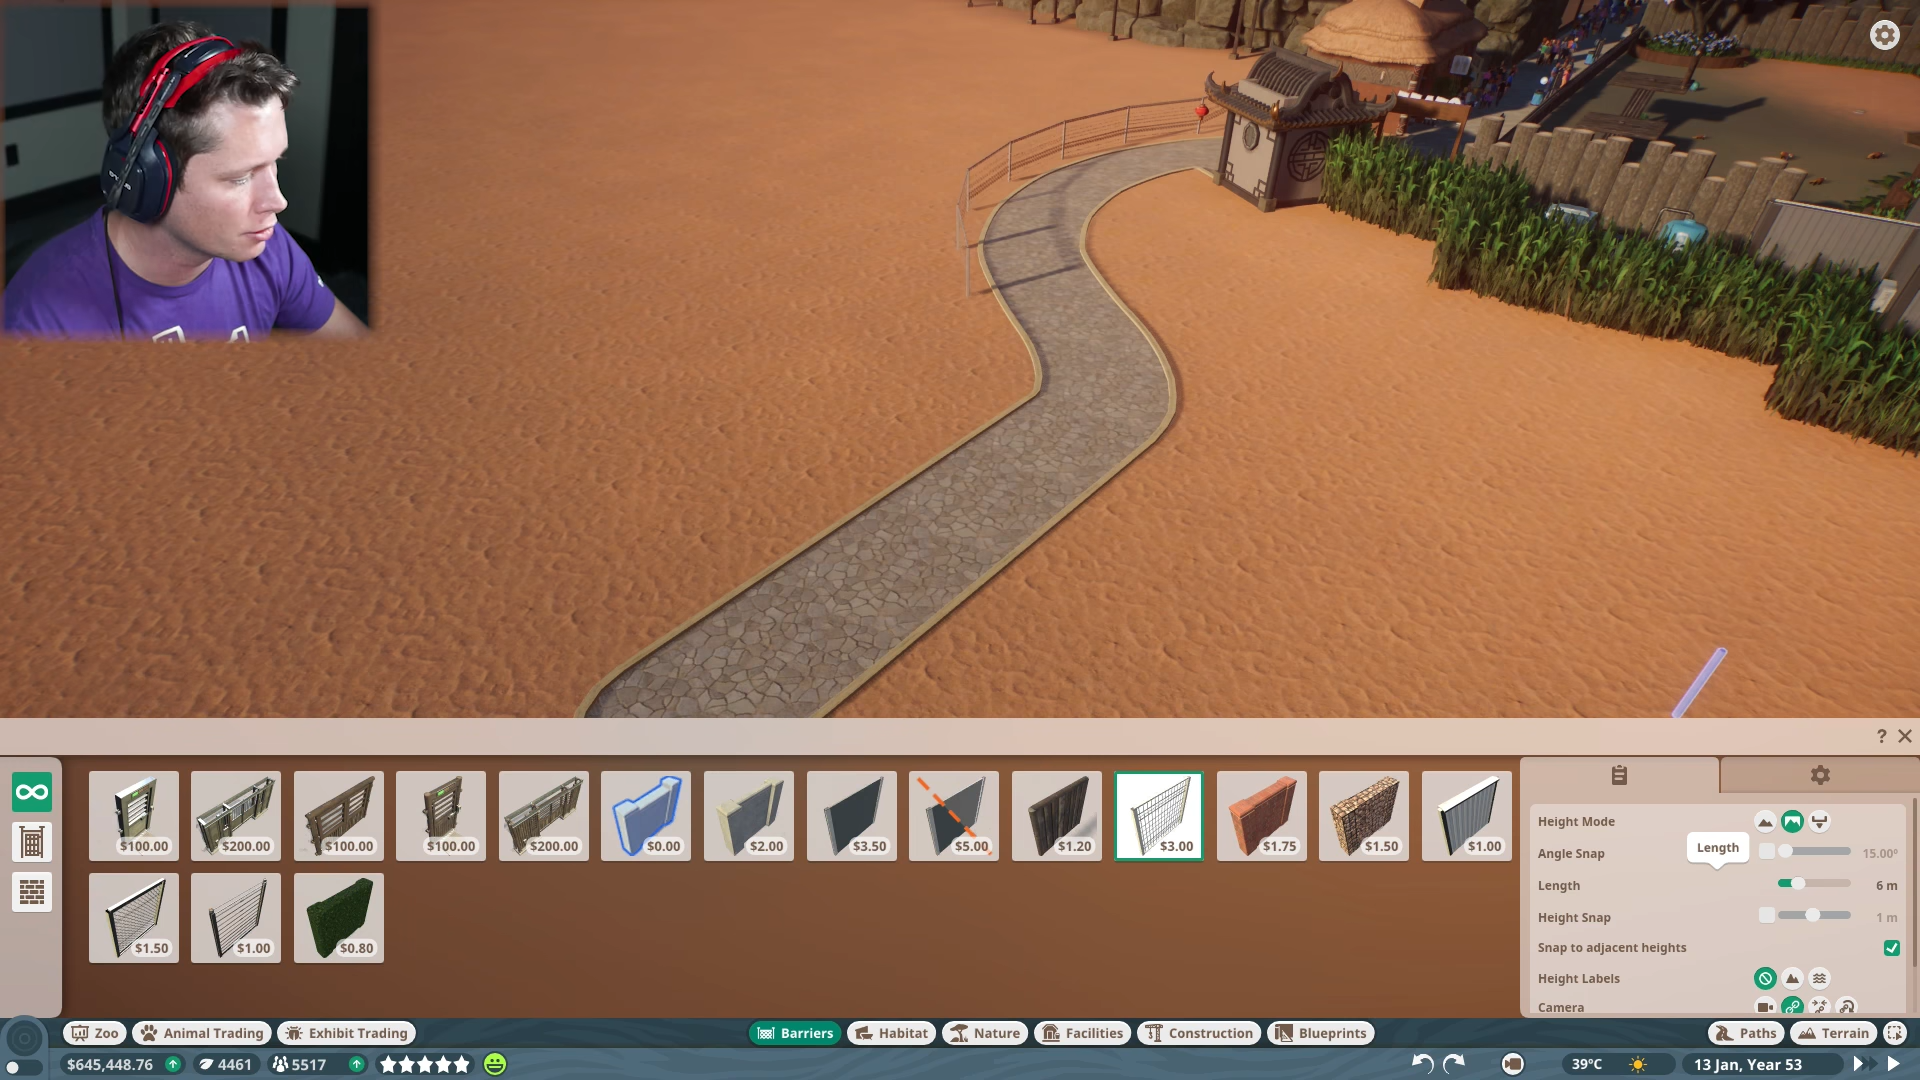 ?
$100.00
$200.00
$100.00
$100.00
$200.00
$0.00
$2.00
$3.50
$5.00
$1.20
$3.00
$1.75
$1.50
$1.00
$1.50
$1.00
$0.80
Height Mode
Angle Snap
15.00°
Length
Length
6 m
Height Snap
1 m
Snap to adjacent heights
Height Labels
Camera
Zoo
Animal Trading
Exhibit Trading
Barriers
Habitat
Nature
Facilities
Construction
Blueprints
Paths
Terrain
$645,448.76
4461
5517
39°C
13 Jan, Year 53